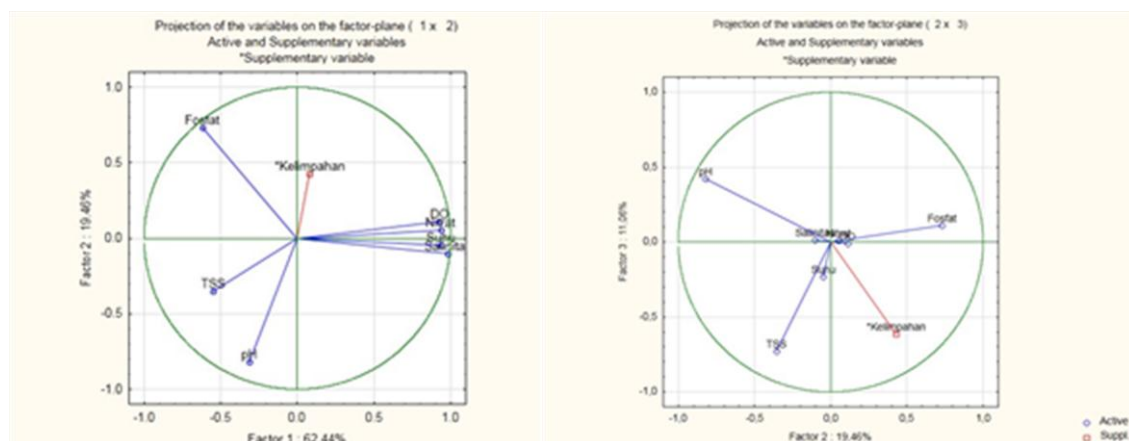 Projection of the variables on the factor-plane ( 1 x 2)
Active and Supplementary variables
*Supplementary variable
1.0
0.5
0.0
-0.5
-1.0
Factor 2 : 19.46%
Fosfat
*Kelimpahan
DO
TSS
pH
-1.0 -0.5 0.0 0.5 1.0
Factor 1 : 62.44%
Projection of the variables on the factor-plane ( 2 x 3)
Active and Supplementary variables
*Supplementary variable
1,0
0,5
0,0
-0,5
-1,0
Factor 3 : 11.06%
pH
Fosfat
Suhu
*Kelimpahan
TSS
-1,0 -0,5 0,0 0,5 1,0
Factor 2 : 19.46%
Active
Suppl